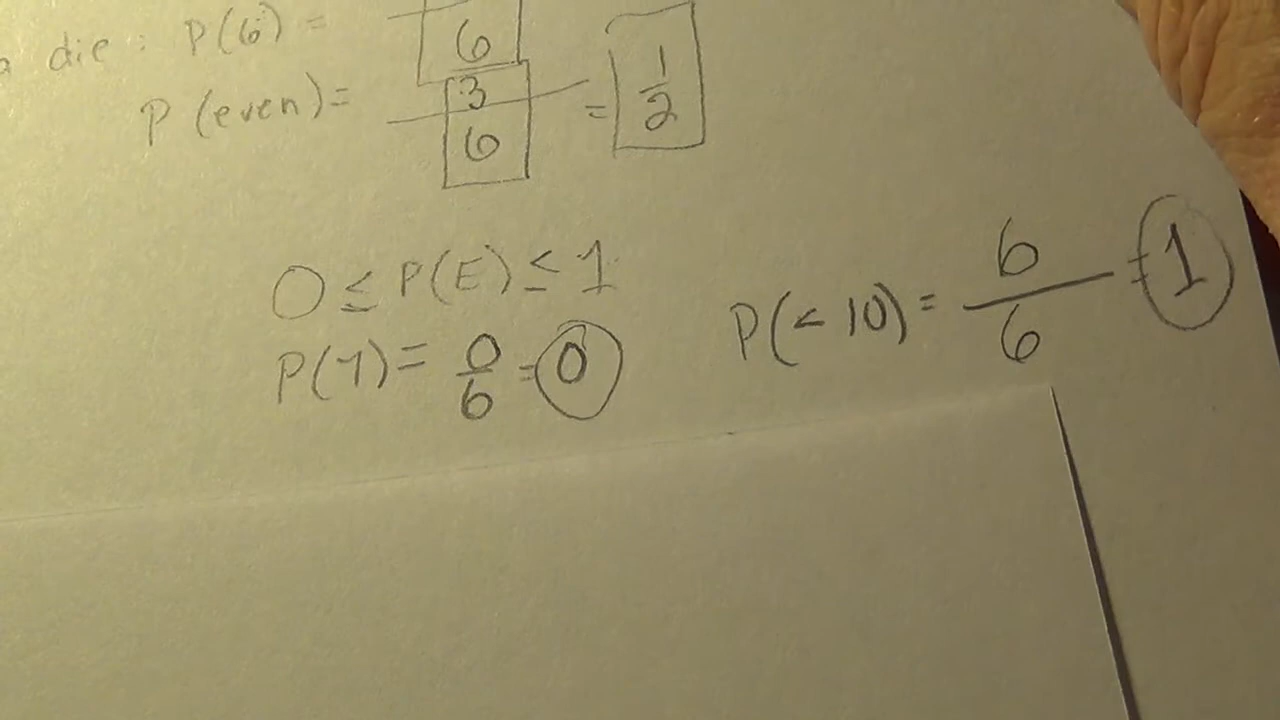 a die : P(6) = /6
P (even) = 3/6 = 1/2
0 ≤ P(E) ≤ 1
P(7) = 0/6 = 0
P(< 10) = 6/6 = 1